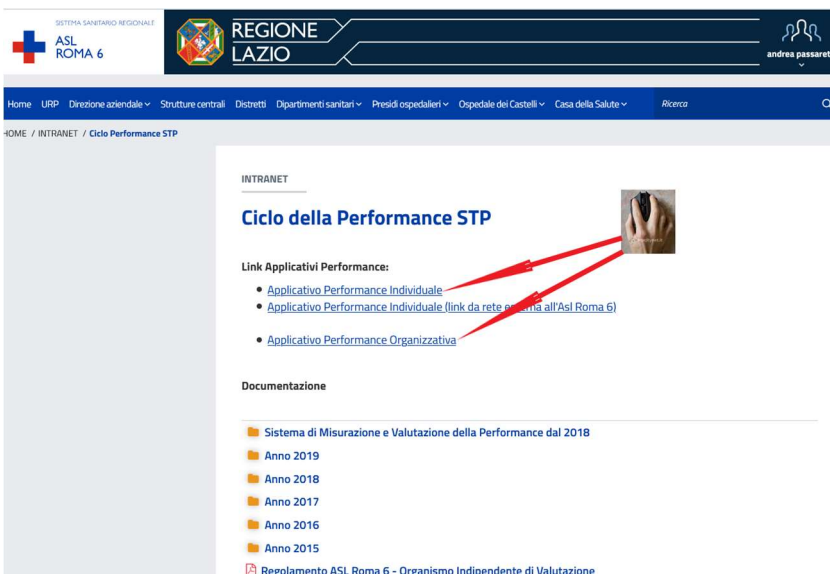 SISTEMA SANITARIO REGIONALE
ASL
ROMA 6
REGIONE
LAZIO
andrea passaret
Home URP Direzione aziendale Strutture centrali Distretti Dipartimenti sanitari Presidi ospedalieri Ospedale dei Castelli Casa della Salute Ricerca
HOME / INTRANET / Ciclo Performance STP
INTRANET
Ciclo della Performance STP
Link Applicativi Performance:
Applicativo Performance Individuale
Applicativo Performance Individuale (link da rete esterna all'Asl Roma 6)
Applicativo Performance Organizzativa
Documentazione
Sistema di Misurazione e Valutazione della Performance dal 2018
Anno 2019
Anno 2018
Anno 2017
Anno 2016
Anno 2015
Regolamento ASL Roma 6 - Organismo Indipendente di Valutazione